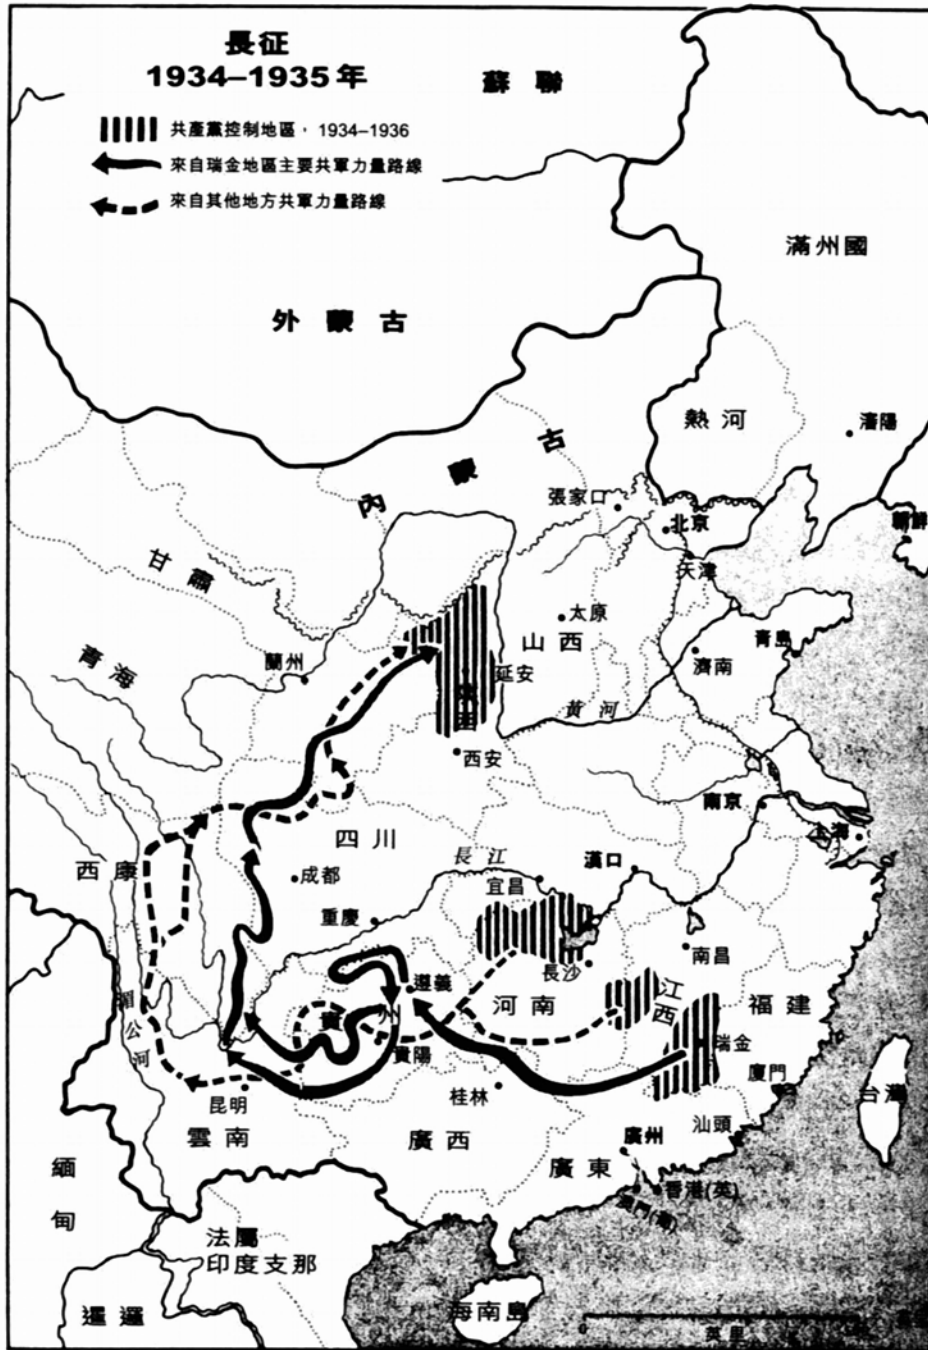 長征
1934–1935年
共產黨控制地區，1934–1936
來自瑞金地區主要共軍力量路線
來自其他地方共軍力量路線
蘇聯
滿州國
外蒙古
熱河
瀋陽
內蒙古
張家口
北京
朝鮮
天津
甘肅
太原
山西
青島
濟南
蘭州
青海
延安
黃河
西安
南京
上海
四川
長江
漢口
西康
成都
宜昌
重慶
南昌
長沙
遵義
河南
江西
福建
湄公河
貴州
貴陽
瑞金
廈門
桂林
昆明
台灣
汕頭
雲南
廣西
廣州
廣東
緬甸
香港(英)
法屬
印度支那
暹邏
海南島
0
英里